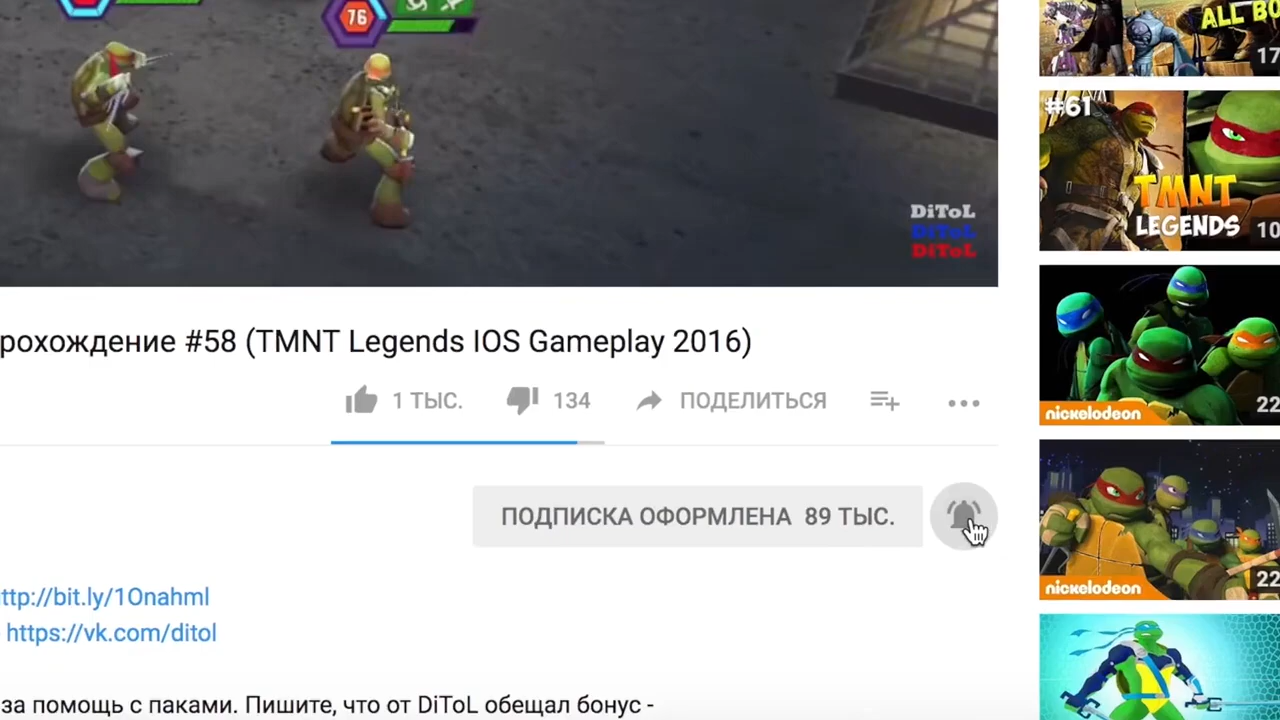 76
ALL BO
17
#61
TMNT
LEGENDS
10
DiToL
DiToL
DiToL
рохождение #58 (TMNT Legends IOS Gameplay 2016)
1 ТЫС.
134
ПОДЕЛИТЬСЯ
nickelodeon
22
ПОДПИСКА ОФОРМЛЕНА 89 ТЫС.
nickelodeon
22
ttp://bit.ly/1Onahml
https://vk.com/ditol
за помощь с паками. Пишите, что от DiToL обещал бонус -